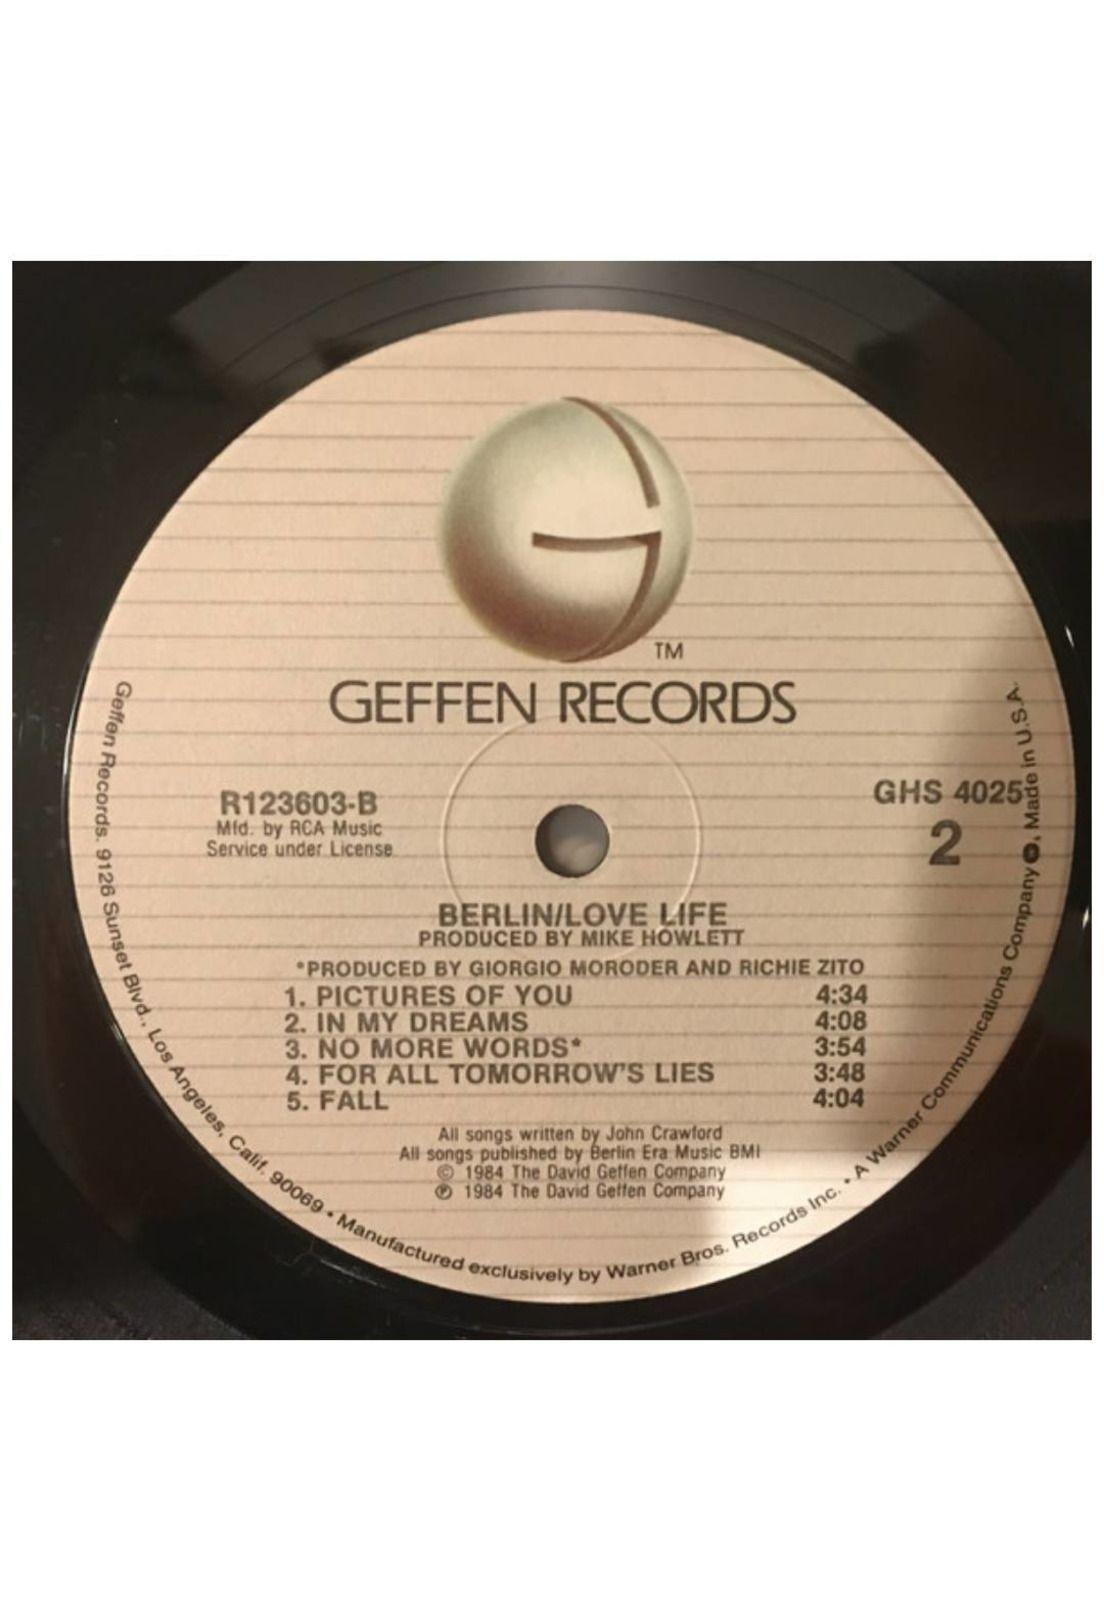 TM
GEFFEN RECORDS
R123603-B
Mfd. by RCA Music
Service under License
GHS 4025
2
BERLIN/LOVE LIFE
PRODUCED BY MIKE HOWLETT
*PRODUCED BY GIORGIO MORODER AND RICHIE ZITO
1. PICTURES OF YOU 4:34
2. IN MY DREAMS 4:08
3. NO MORE WORDS* 3:54
4. FOR ALL TOMORROW'S LIES 3:48
5. FALL 4:04
All songs written by John Crawford
All songs published by Berlin Era Music BMI
© 1984 The David Geffen Company
℗ 1984 The David Geffen Company
Geffen Records. 9126 Sunset Blvd., Los Angeles, Calif. 90069 • Manufactured exclusively by Warner Bros. Records Inc. • A Warner Communications Company. Made in U.S.A.